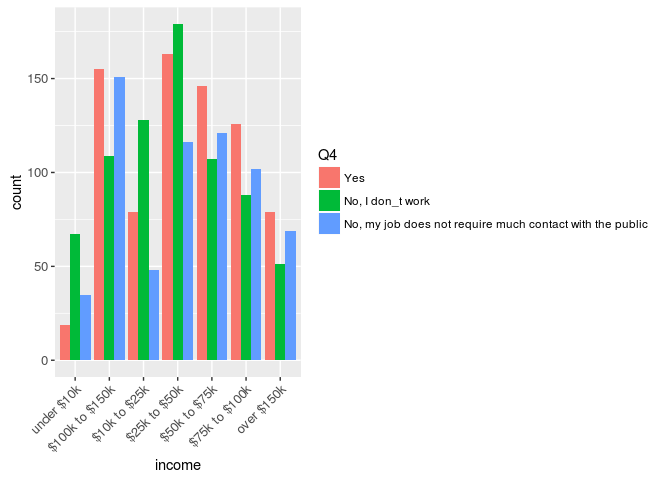 150
100
50
0
count
under $10k
$100k to $150k
$10k to $25k
$25k to $50k
$50k to $75k
$75k to $100k
over $150k
income
Q4
Yes
No, I don_t work
No, my job does not require much contact with the public